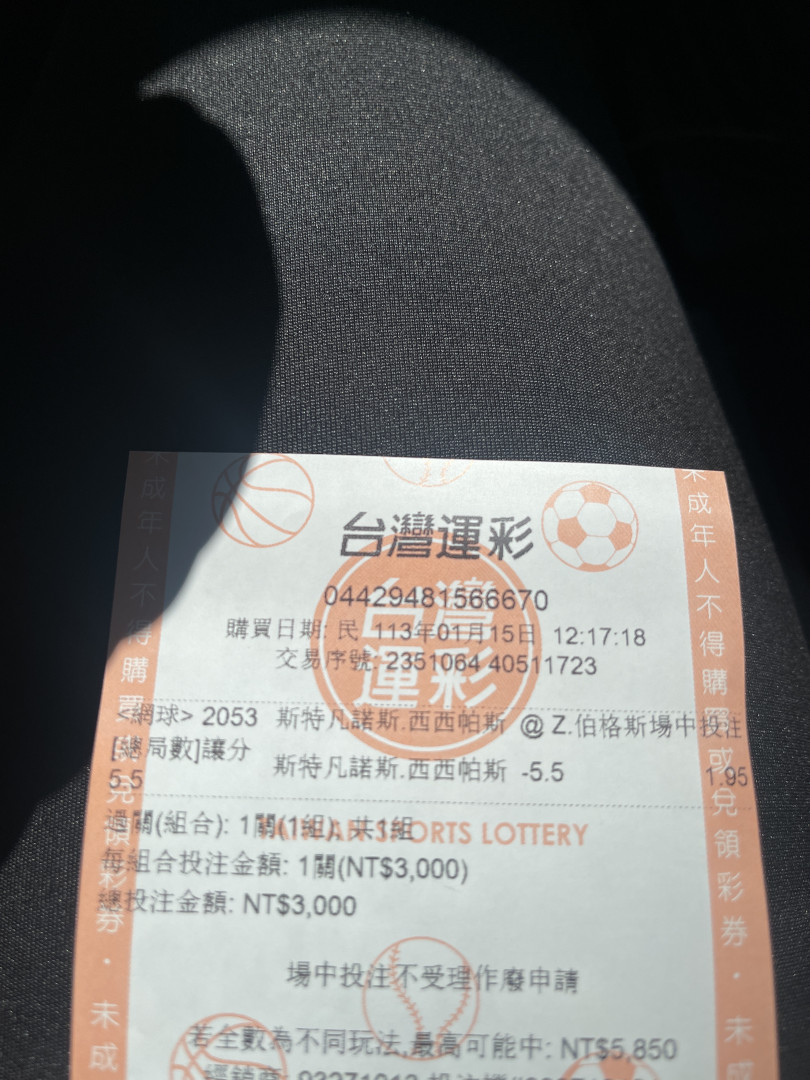 台灣運彩
04429481566670
購買日期: 民 113年01月15日 12:17:18
交易序號: 2351064 40511723
台灣
運彩
<網球> 2053 斯特凡諾斯.西西帕斯 @ Z.伯格斯場中投注
[總局數]讓分
5.5 斯特凡諾斯.西西帕斯 -5.5 1.95
過關(組合): 1關(1組), 共1組
SPORTS LOTTERY
每組合投注金額: 1關(NT$3,000)
總投注金額: NT$3,000
場中投注不受理作廢申請
若全數為不同玩法,最高可能中: NT$5,850
未成年人不得購買或兌領彩券・未成
未成年人不得購買或兌領彩券・未成